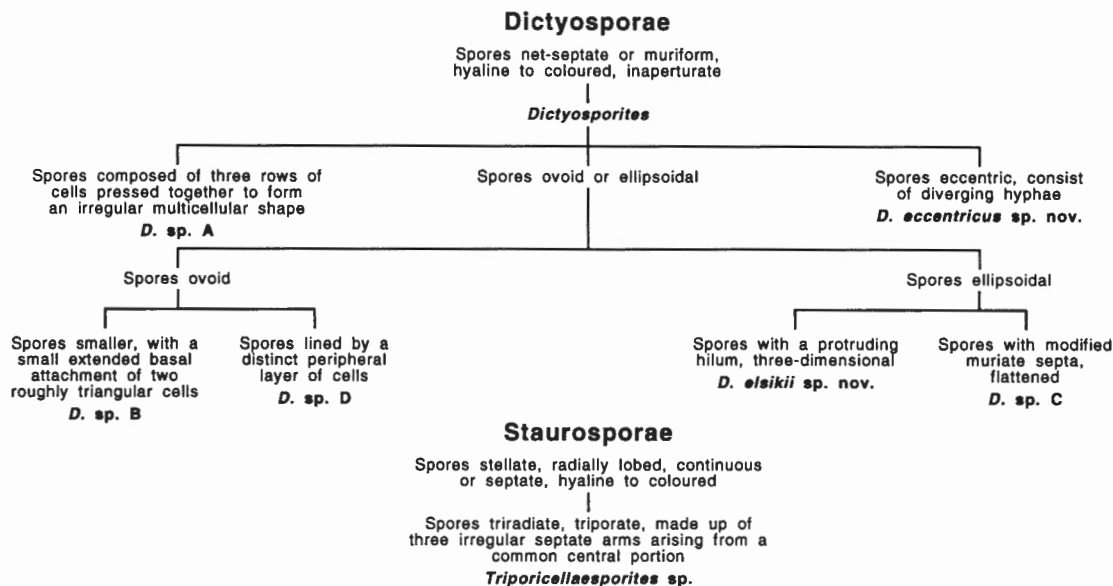 Dictyosporae
Spores net-septate or muriform,
hyaline to coloured, inaperturate
Dictyosporites
Spores composed of three rows of
cells pressed together to form
an irregular multicellular shape
D. sp. A
Spores ovoid or ellipsoidal
Spores eccentric, consist
of diverging hyphae
D. eccentricus sp. nov.
Spores ovoid
Spores ellipsoidal
Spores smaller, with a
small extended basal
attachment of two
roughly triangular cells
D. sp. B
Spores lined by a
distinct peripheral
layer of cells
D. sp. D
Spores with a protruding
hilum, three-dimensional
D. elsikii sp. nov.
Spores with modified
muriate septa,
flattened
D. sp. C
Staurosporae
Spores stellate, radially lobed, continuous
or septate, hyaline to coloured
Spores triradiate, triporate, made up of
three irregular septate arms arising from a
common central portion
Triporicellaesporites sp.